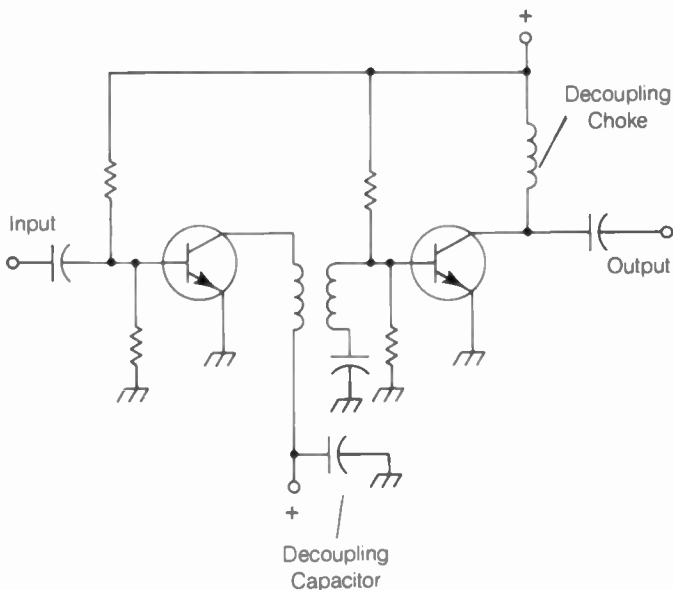 +
Decoupling
Choke
Input
Output
+
Decoupling
Capacitor